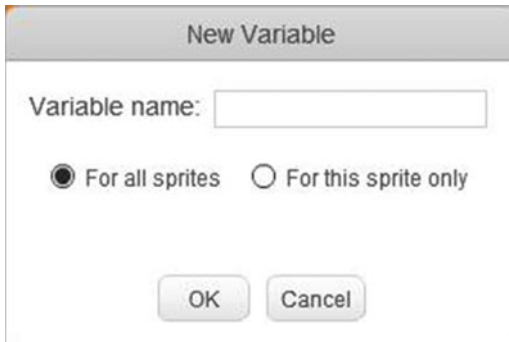 New Variable
Variable name:
For all sprites For this sprite only
OK Cancel